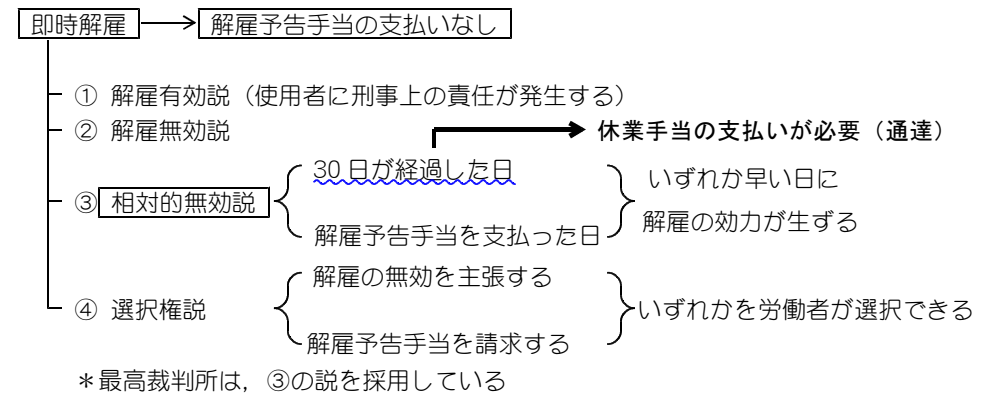 即時解雇 解雇予告手当の支払いなし
① 解雇有効説（使用者に刑事上の責任が発生する）
② 解雇無効説
休業手当の支払いが必要（通達）
③ 相対的無効説
30日が経過した日
解雇予告手当を支払った日
いずれか早い日に
解雇の効力が生ずる
④ 選択権説
解雇の無効を主張する
解雇予告手当を請求する
いずれかを労働者が選択できる
＊最高裁判所は，③の説を採用している